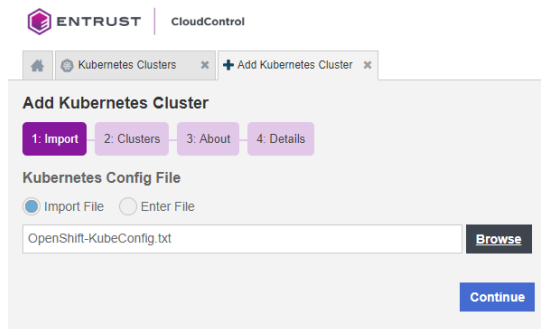 ENTRUST CloudControl
Kubernetes Clusters Add Kubernetes Cluster
Add Kubernetes Cluster
1: Import 2: Clusters 3: About 4: Details
Kubernetes Config File
Import File Enter File
OpenShift-KubeConfig.txt Browse
Continue